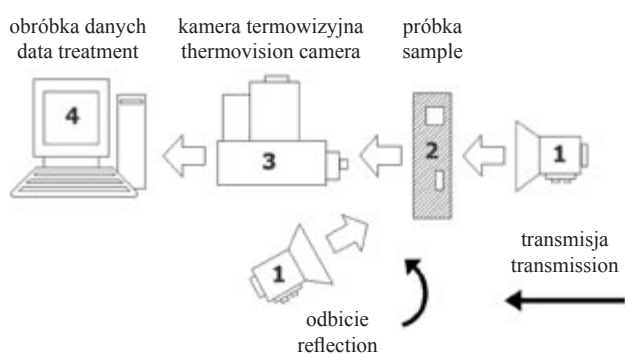 obróbka danych
data treatment
kamera termowizyjna
thermovision camera
próbka
sample
4
3
2
1
1
transmisja
transmission
odbicie
reflection